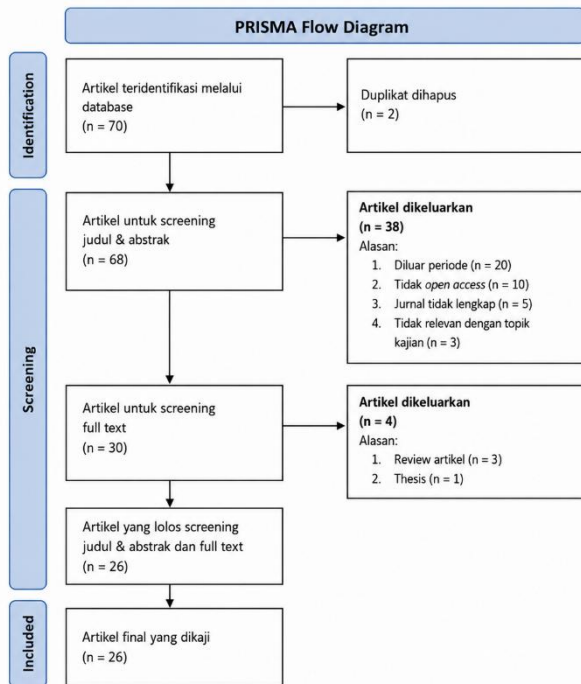 PRISMA Flow Diagram
Identification
Artikel teridentifikasi melalui
database
(n = 70)
Duplikat dihapus
(n = 2)
Screening
Artikel untuk screening
judul & abstrak
(n = 68)
Artikel dikeluarkan
(n = 38)
Alasan:
1. Diluar periode (n = 20)
2. Tidak open access (n = 10)
3. Jurnal tidak lengkap (n = 5)
4. Tidak relevan dengan topik
kajian (n = 3)
Artikel untuk screening
full text
(n = 30)
Artikel dikeluarkan
(n = 4)
Alasan:
1. Review artikel (n = 3)
2. Thesis (n = 1)
Artikel yang lolos screening
judul & abstrak dan full text
(n = 26)
Included
Artikel final yang dikaji
(n = 26)